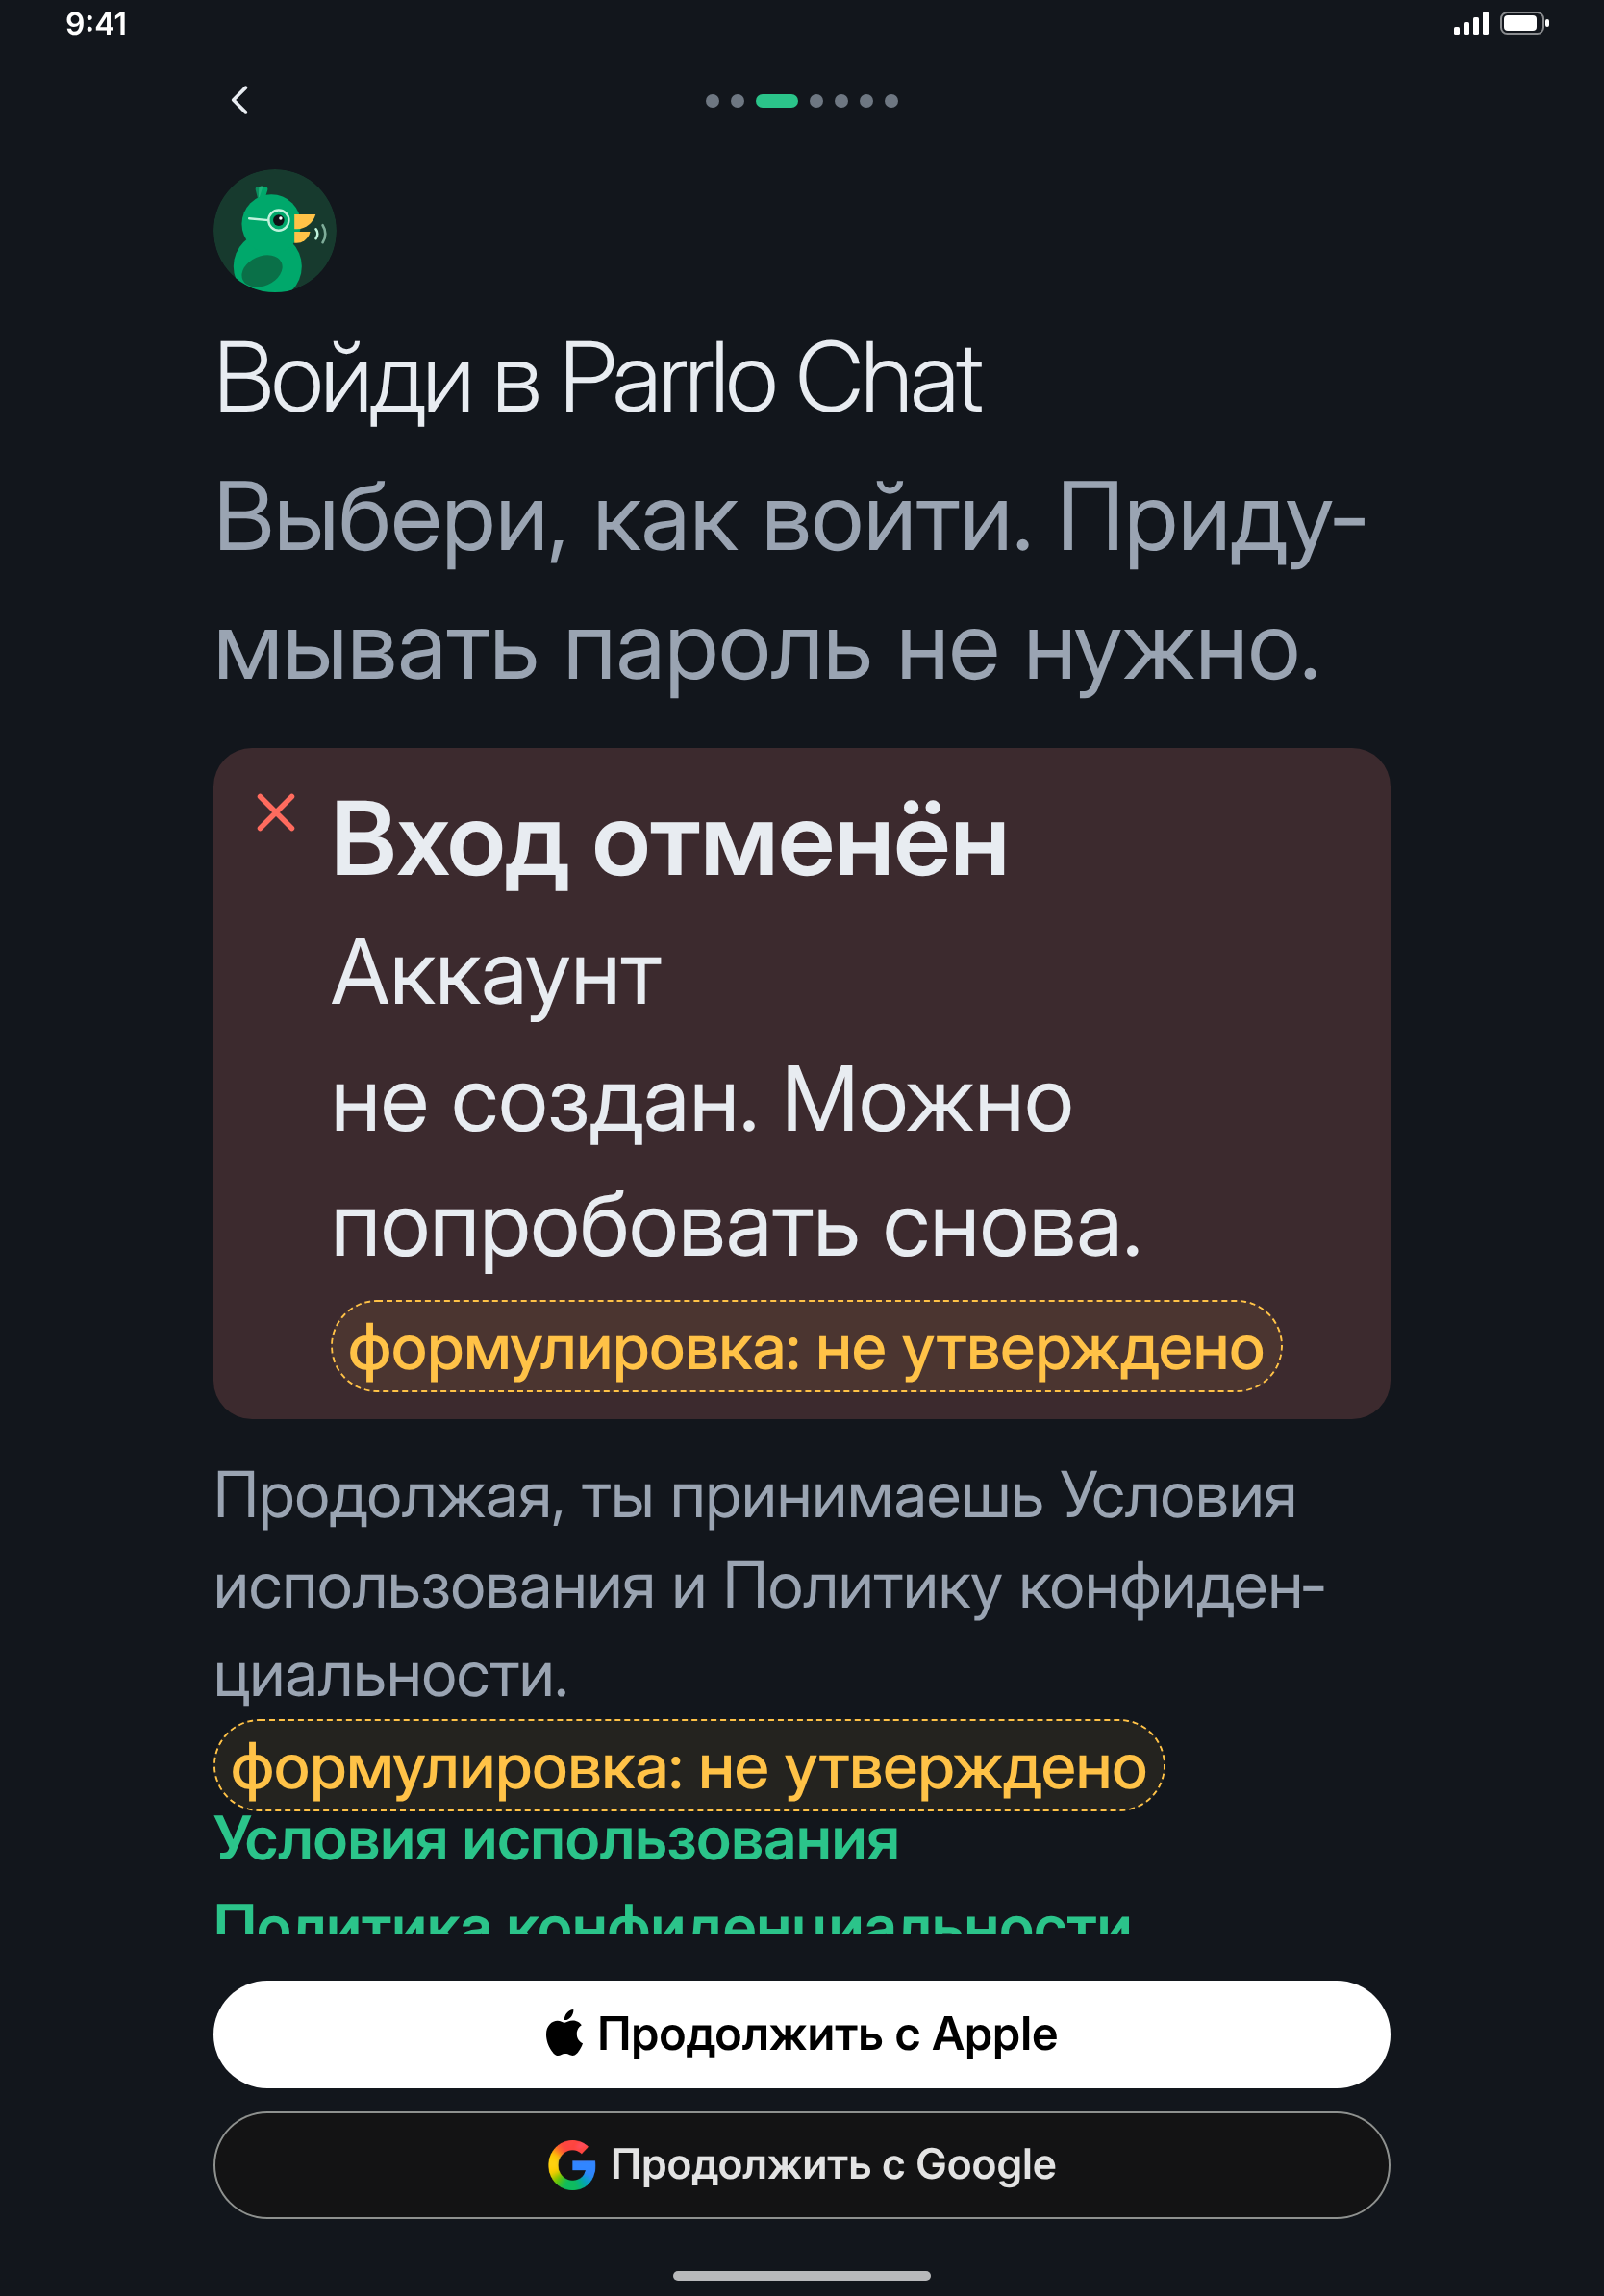 9:41
Войди в Parrlo Chat
Выбери, как войти. Приду-
мывать пароль не нужно.
Вход отменён
Аккаунт
не создан. Можно
попробовать снова.
формулировка: не утверждено
Продолжая, ты принимаешь Условия
использования и Политику конфиден-
циальности.
формулировка: не утверждено
Условия использования
Политика конфиденциальности
Продолжить с Apple
Продолжить с Google